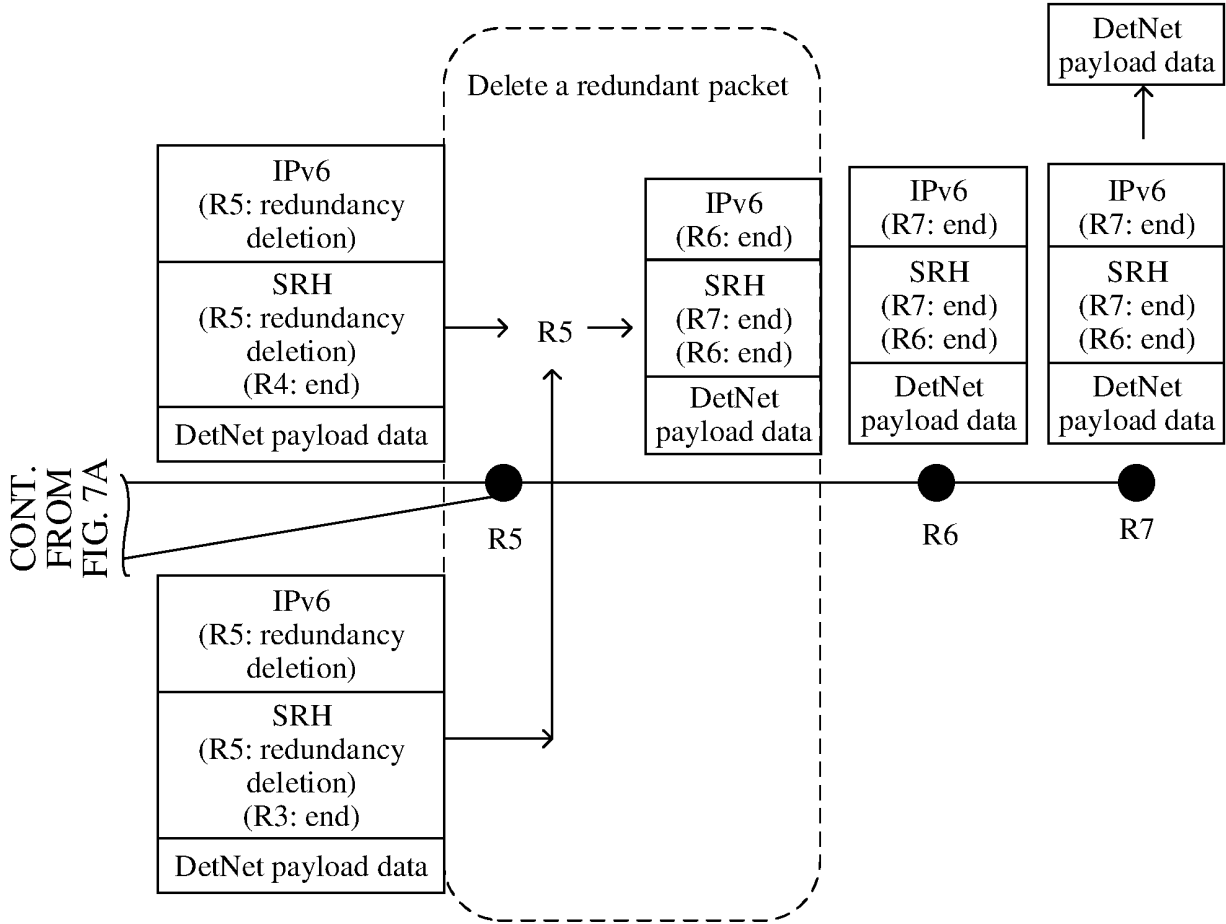 DetNet
payload data
Delete a redundant packet
IPv6
(R5: redundancy
deletion)
SRH
(R5: redundancy
deletion)
(R4: end)
DetNet payload data
R5
IPv6
(R6: end)
SRH
(R7: end)
(R6: end)
DetNet
payload data
IPv6
(R7: end)
SRH
(R7: end)
(R6: end)
DetNet
payload data
IPv6
(R7: end)
SRH
(R7: end)
(R6: end)
DetNet
payload data
CONT.
FROM
FIG. 7A
R5
R6
R7
IPv6
(R5: redundancy
deletion)
SRH
(R5: redundancy
deletion)
(R3: end)
DetNet payload data